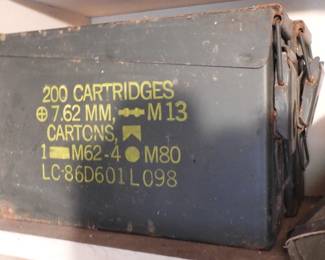 200 CARTRIDGES
7.62 MM, M13
CARTONS,
1 M62-4 M80
LC-86D601L098